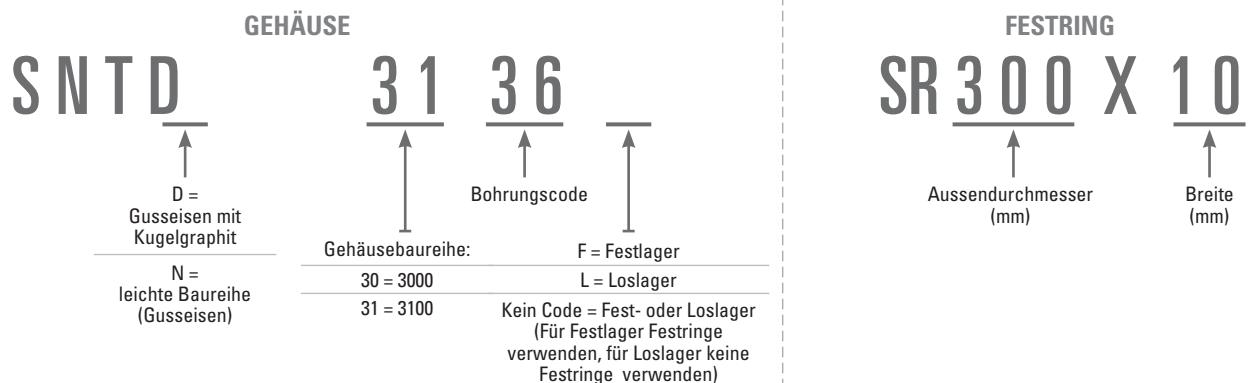 GEHÄUSE
SNTD 31 36
D =
Gusseisen mit
Kugelgraphit
N =
leichte Baureihe
(Gusseisen)
Gehäusebaureihe:
30 = 3000
31 = 3100
Bohrungscode
F = Festlager
L = Loslager
Kein Code = Fest- oder Loslager
(Für Festlager Festringe
verwenden, für Loslager keine
Festringe verwenden)
FESTRING
SR 300 X 10
Aussendurchmesser
(mm)
Breite
(mm)